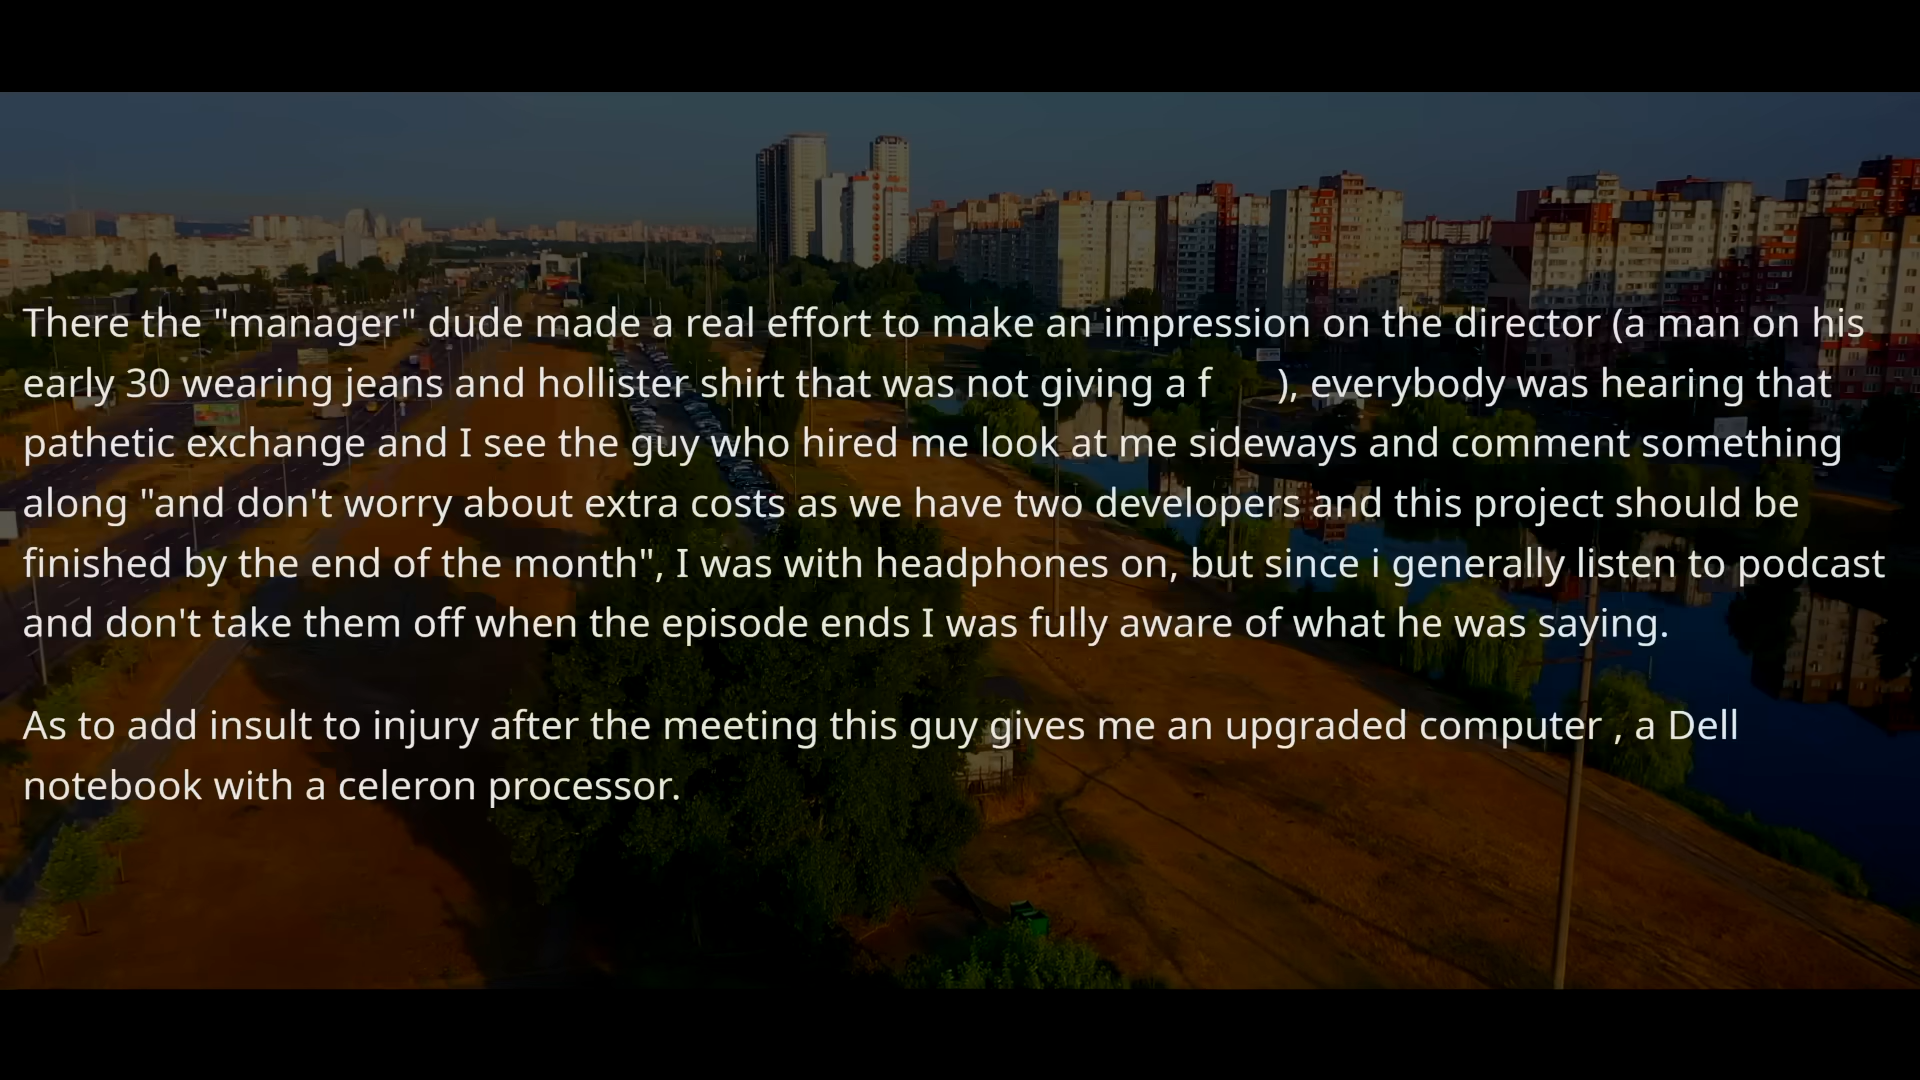 There the "manager" dude made a real effort to make an impression on the director (a man on his
early 30 wearing jeans and hollister shirt that was not giving a f ), everybody was hearing that
pathetic exchange and I see the guy who hired me look at me sideways and comment something
along "and don't worry about extra costs as we have two developers and this project should be
finished by the end of the month", I was with headphones on, but since i generally listen to podcast
and don't take them off when the episode ends I was fully aware of what he was saying.
As to add insult to injury after the meeting this guy gives me an upgraded computer , a Dell
notebook with a celeron processor.